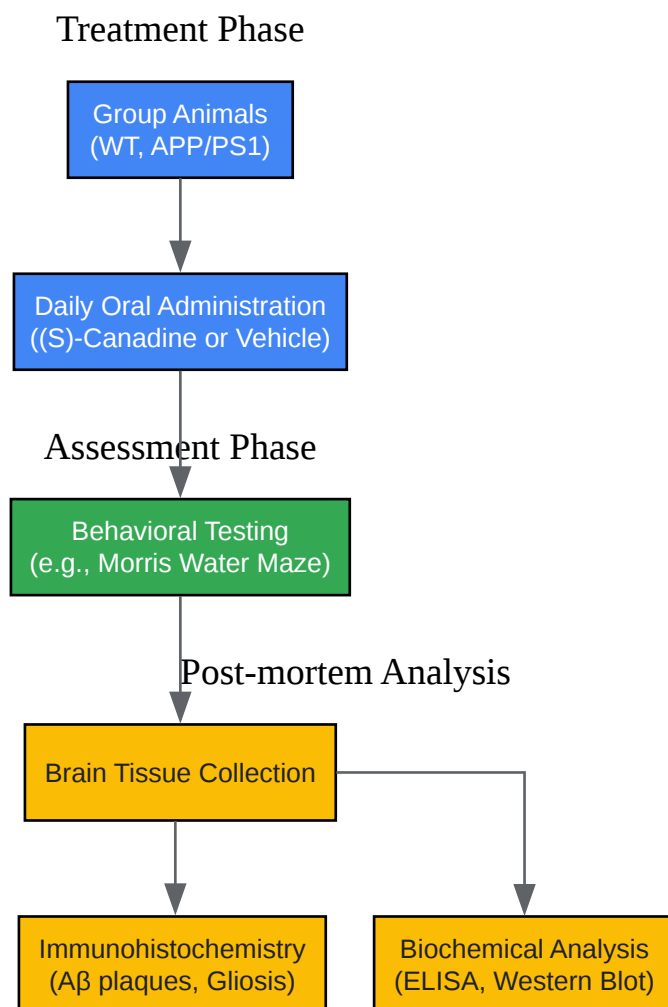 Treatment Phase
Group Animals
(WT, APP/PS1)
Daily Oral Administration
((S)-Canadine or Vehicle)
Assessment Phase
Behavioral Testing
(e.g., Morris Water Maze)
Post-mortem Analysis
Brain Tissue Collection
Immunohistochemistry
(Aβ plaques, Gliosis)
Biochemical Analysis
(ELISA, Western Blot)